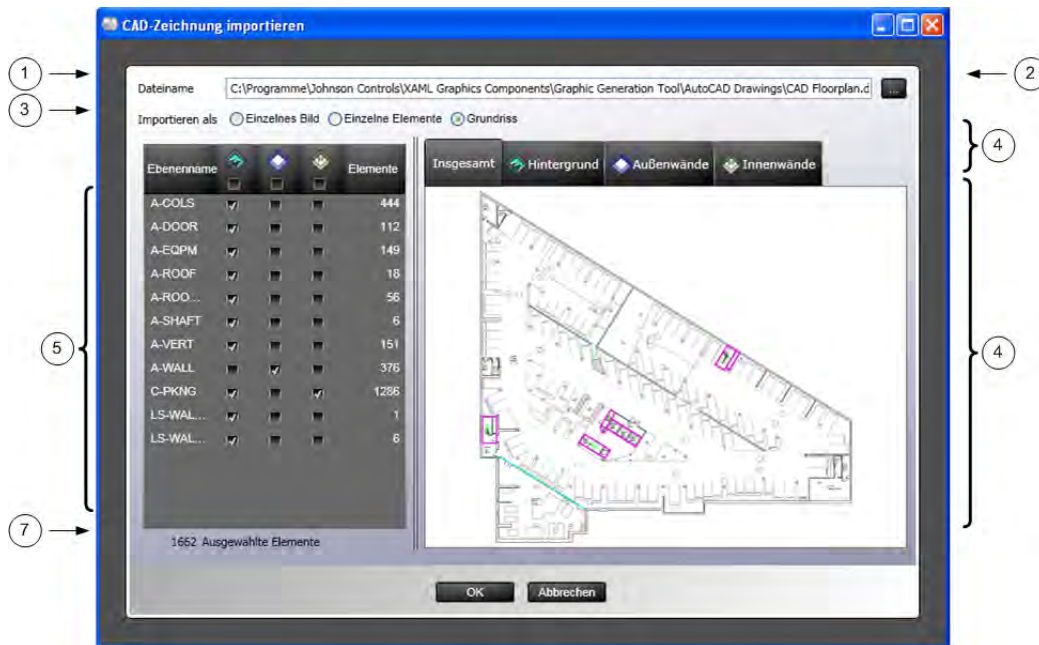 CAD-Zeichnung importieren
1
2
Dateiname C:\Programme\Johnson Controls\XAML Graphics Components\Graphic Generation Tool\AutoCAD Drawings\CAD Floorplan.d ...
3
Importieren als Einzelnes Bild Einzelne Elemente Grundriss
4
Ebenenname Elemente
Insgesamt Hintergrund Außenwände Innenwände
A-COLS 444
A-DOOR 112
A-EQPM 149
A-ROOF 18
A-ROO... 56
A-SHAFT 6
A-VERT 151
5
4
A-WALL 376
C-PKNG 1286
LS-WAL... 1
LS-WAL... 6
7
1662 Ausgewählte Elemente
OK Abbrechen